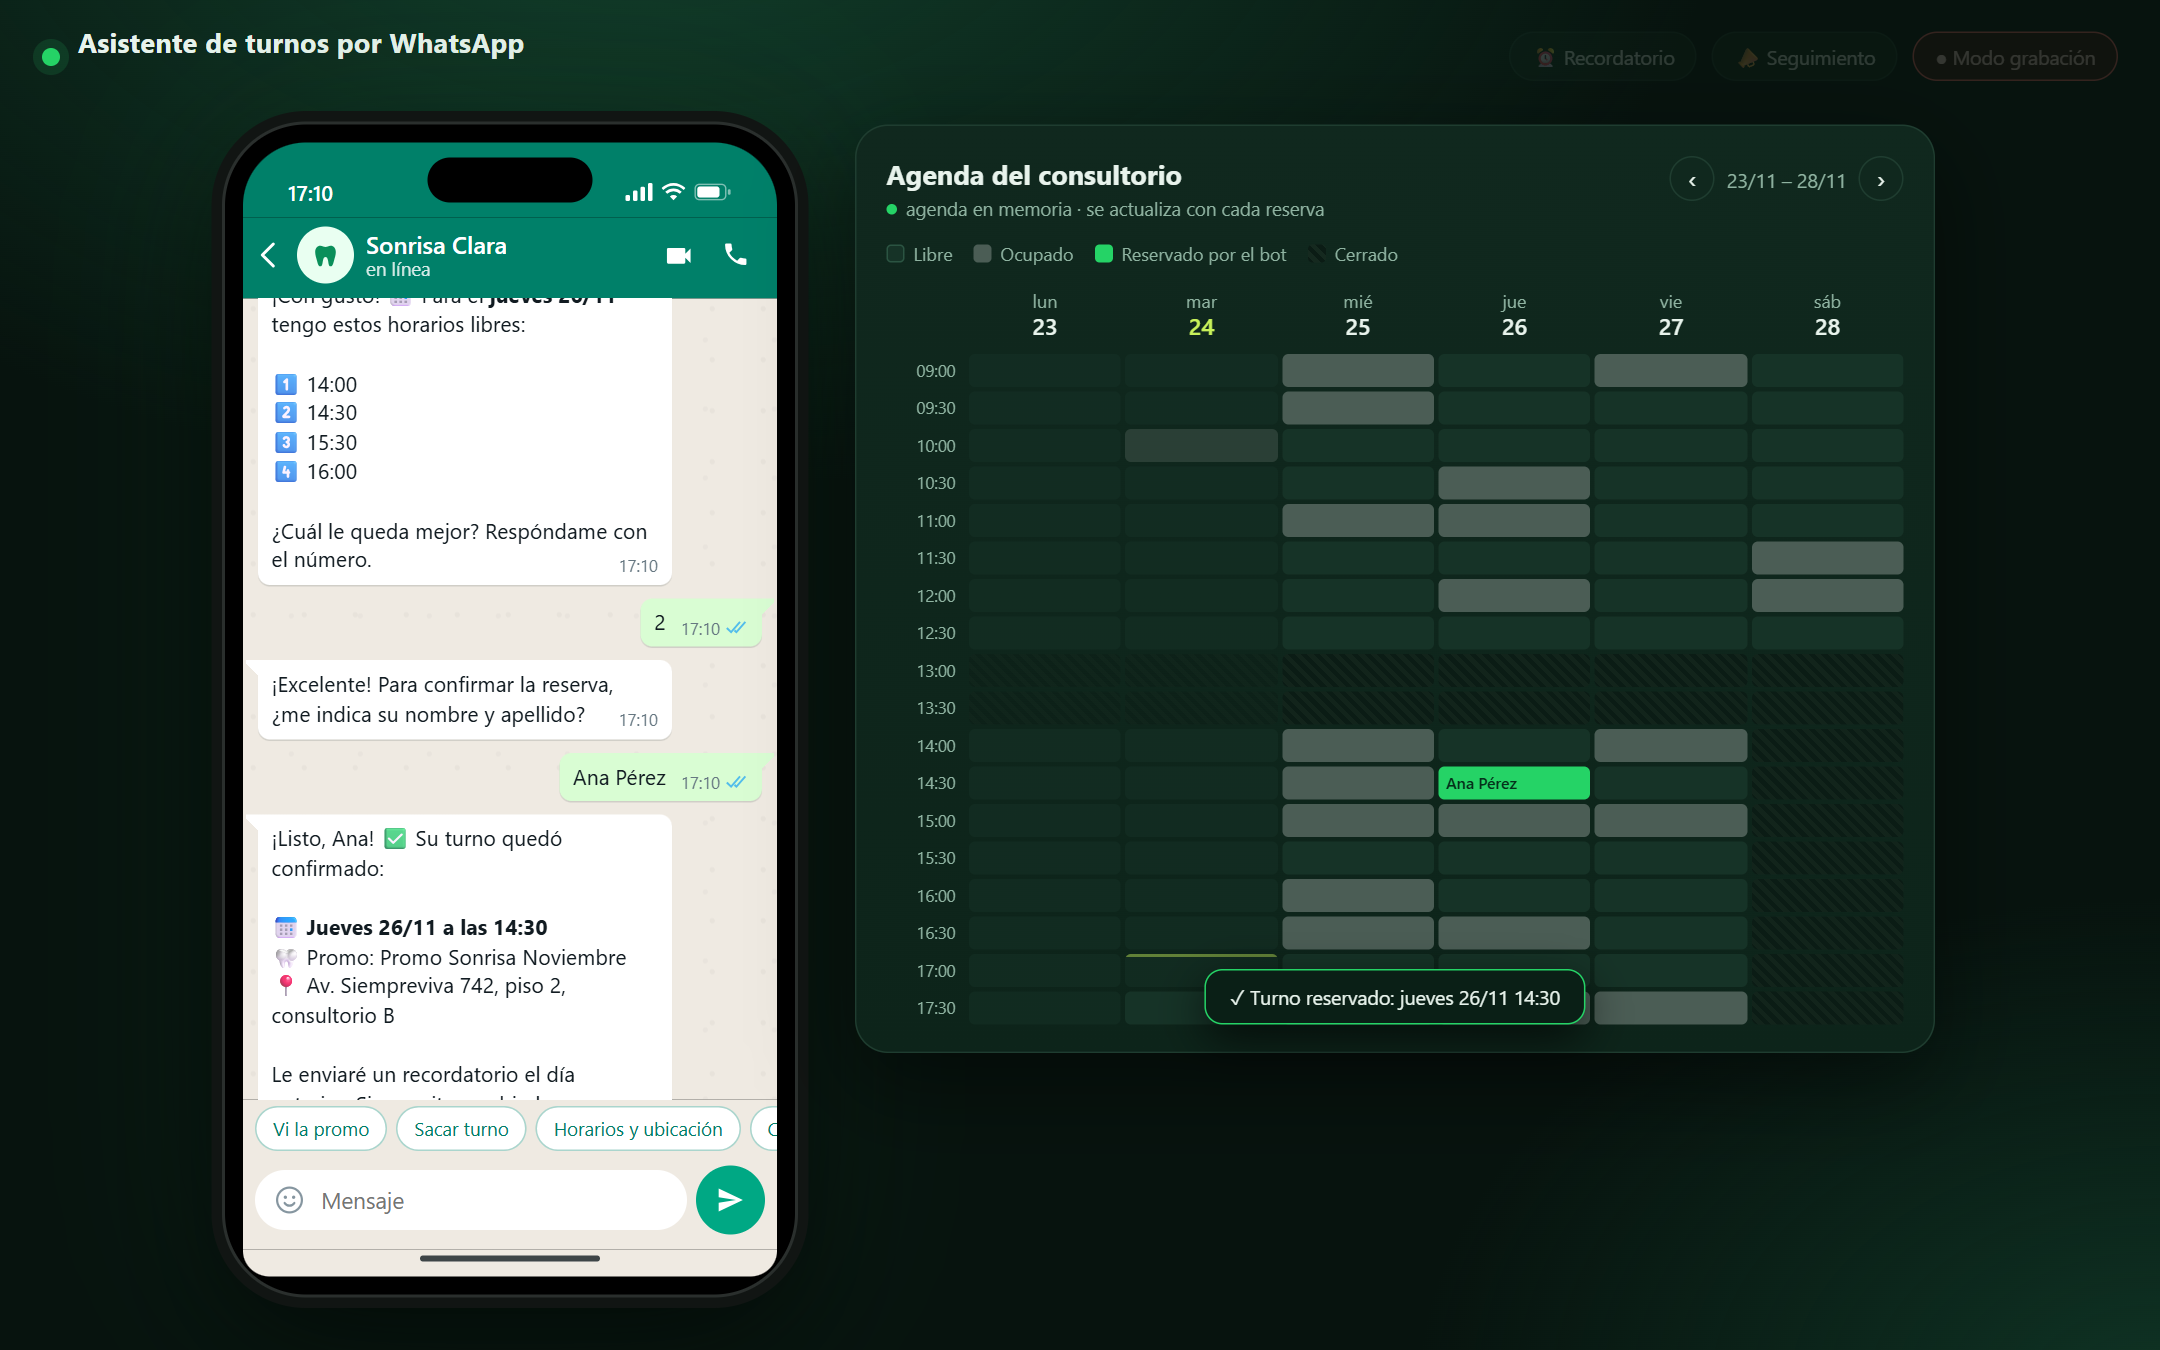 Asistente de turnos por WhatsApp
Recordatorio
Seguimiento
Modo grabación
17:10
Sonrisa Clara
en línea
¡Con gusto! Para el jueves 26/11
tengo estos horarios libres:
1 14:00
2 14:30
3 15:30
4 16:00
¿Cuál le queda mejor? Respóndame con
el número.
17:10
2 17:10
¡Excelente! Para confirmar la reserva,
¿me indica su nombre y apellido? 17:10
Ana Pérez 17:10
¡Listo, Ana! Su turno quedó
confirmado:
Jueves 26/11 a las 14:30
Promo: Promo Sonrisa Noviembre
Av. Siempreviva 742, piso 2,
consultorio B
Le enviaré un recordatorio el día
Vi la promo
Sacar turno
Horarios y ubicación
Mensaje
Agenda del consultorio
‹ 23/11 – 28/11 ›
agenda en memoria · se actualiza con cada reserva
Libre
Ocupado
Reservado por el bot
Cerrado
lun mar mié jue vie sáb
23 24 25 26 27 28
09:00
09:30
10:00
10:30
11:00
11:30
12:00
12:30
13:00
13:30
14:00
14:30 Ana Pérez
15:00
15:30
16:00
16:30
17:00
✓ Turno reservado: jueves 26/11 14:30
17:30